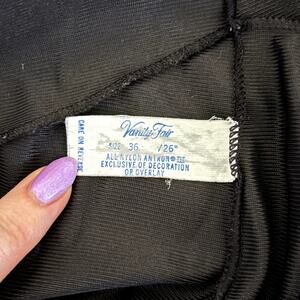 Vanity Fair
SIZE 36 /26"
ALL NYLON ANTRON® III
EXCLUSIVE OF DECORATION
OR OVERLAY
CARE ON REVERSE